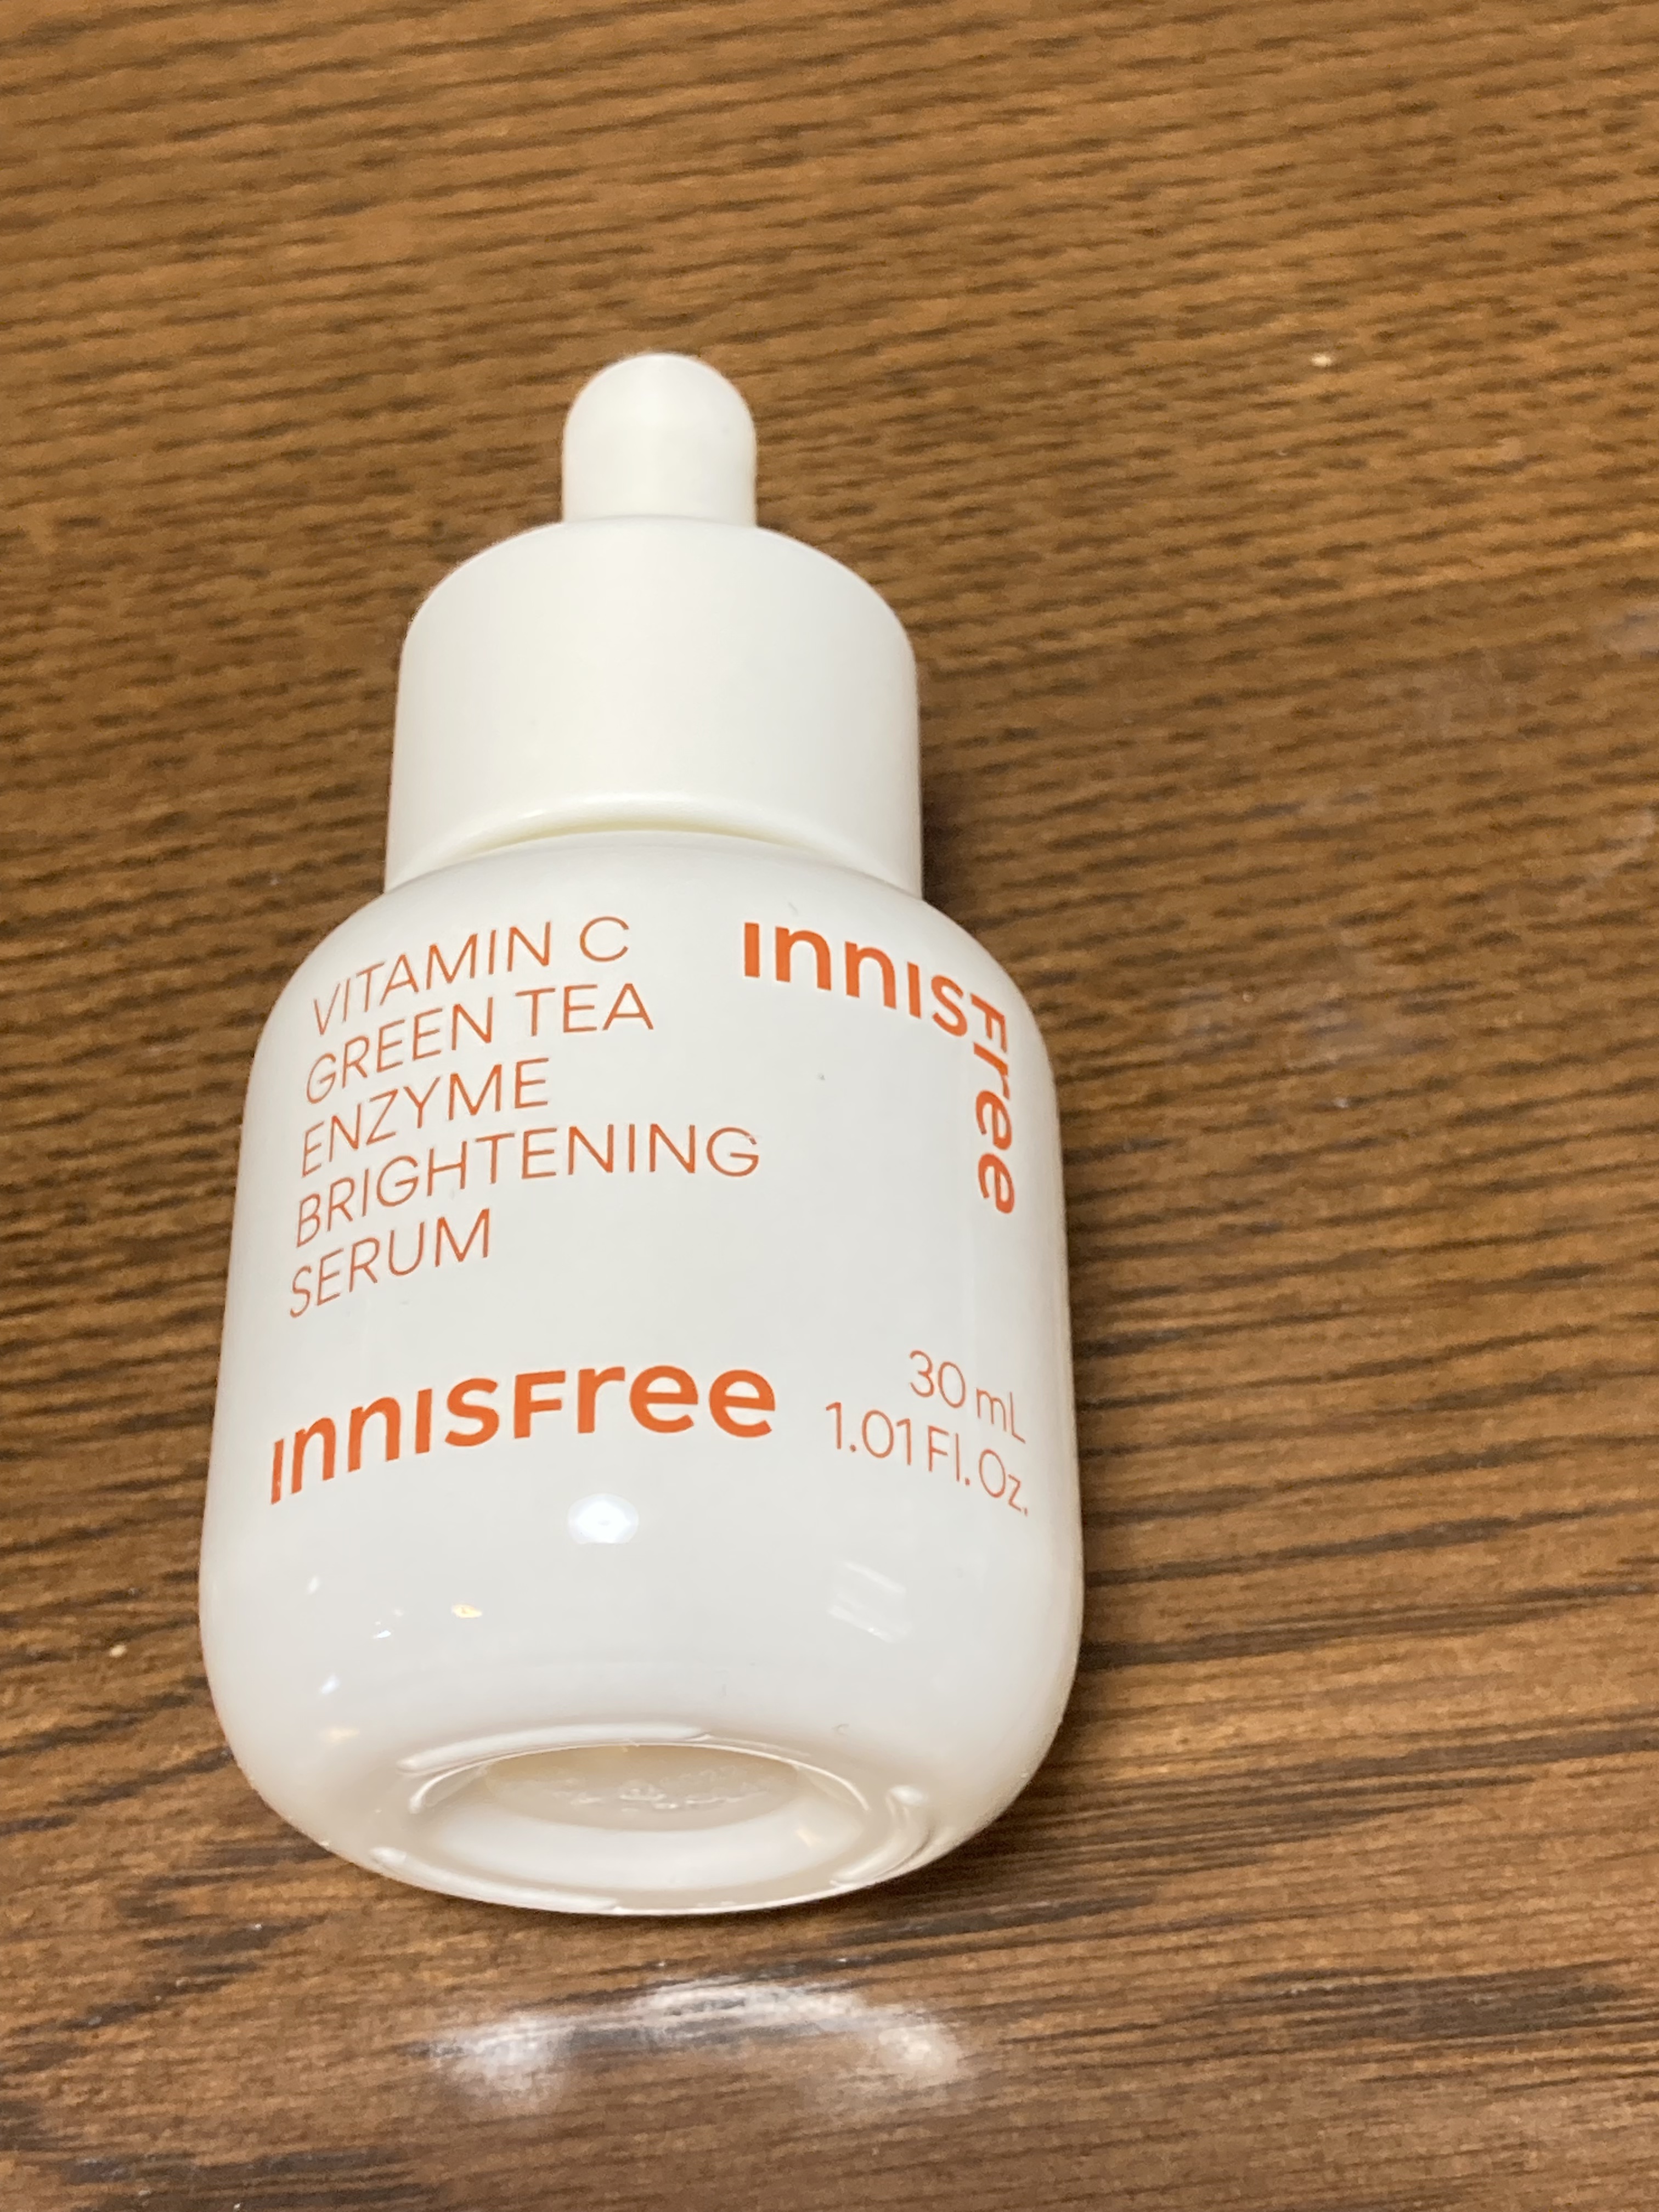 VITAMIN C
GREEN TEA
ENZYME
BRIGHTENING
SERUM
INNISFree
INNISFree
30 mL
1.01 Fl. Oz.